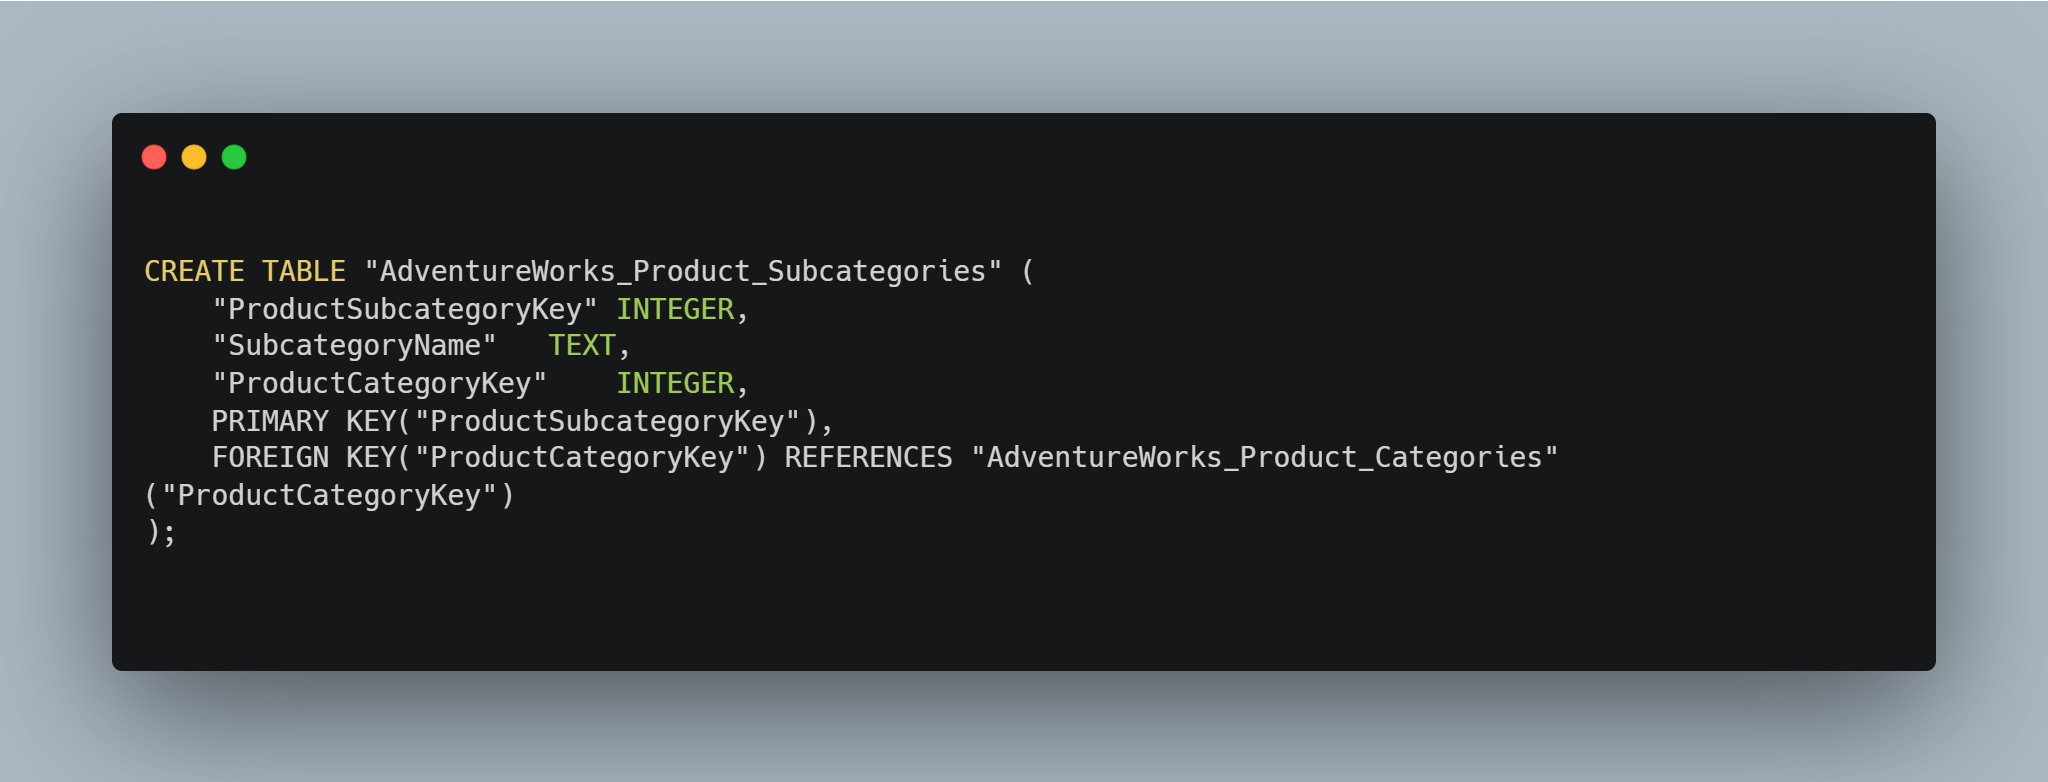 CREATE TABLE "AdventureWorks_Product_Subcategories" (
    "ProductSubcategoryKey" INTEGER,
    "SubcategoryName"   TEXT,
    "ProductCategoryKey"    INTEGER,
    PRIMARY KEY("ProductSubcategoryKey"),
    FOREIGN KEY("ProductCategoryKey") REFERENCES "AdventureWorks_Product_Categories"
("ProductCategoryKey")
);